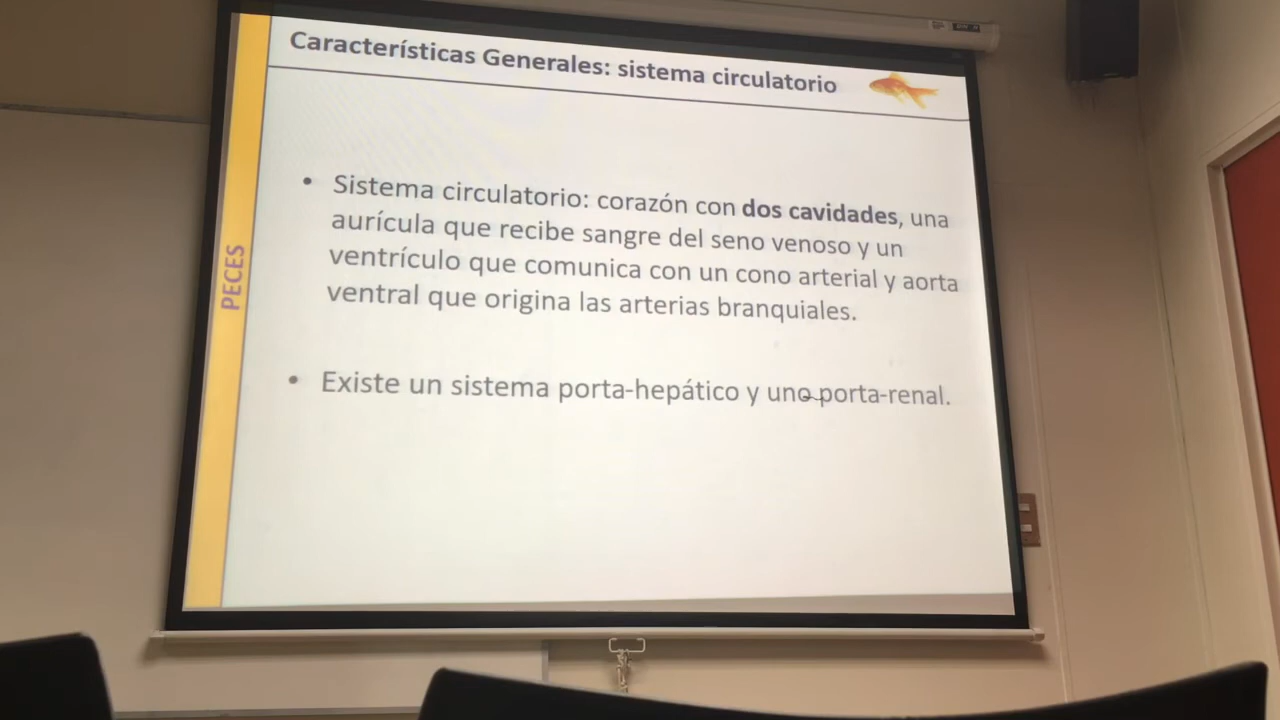 Características Generales: sistema circulatorio
PECES
• Sistema circulatorio: corazón con dos cavidades, una
aurícula que recibe sangre del seno venoso y un
ventrículo que comunica con un cono arterial y aorta
ventral que origina las arterias branquiales.
• Existe un sistema porta-hepático y uno porta-renal.